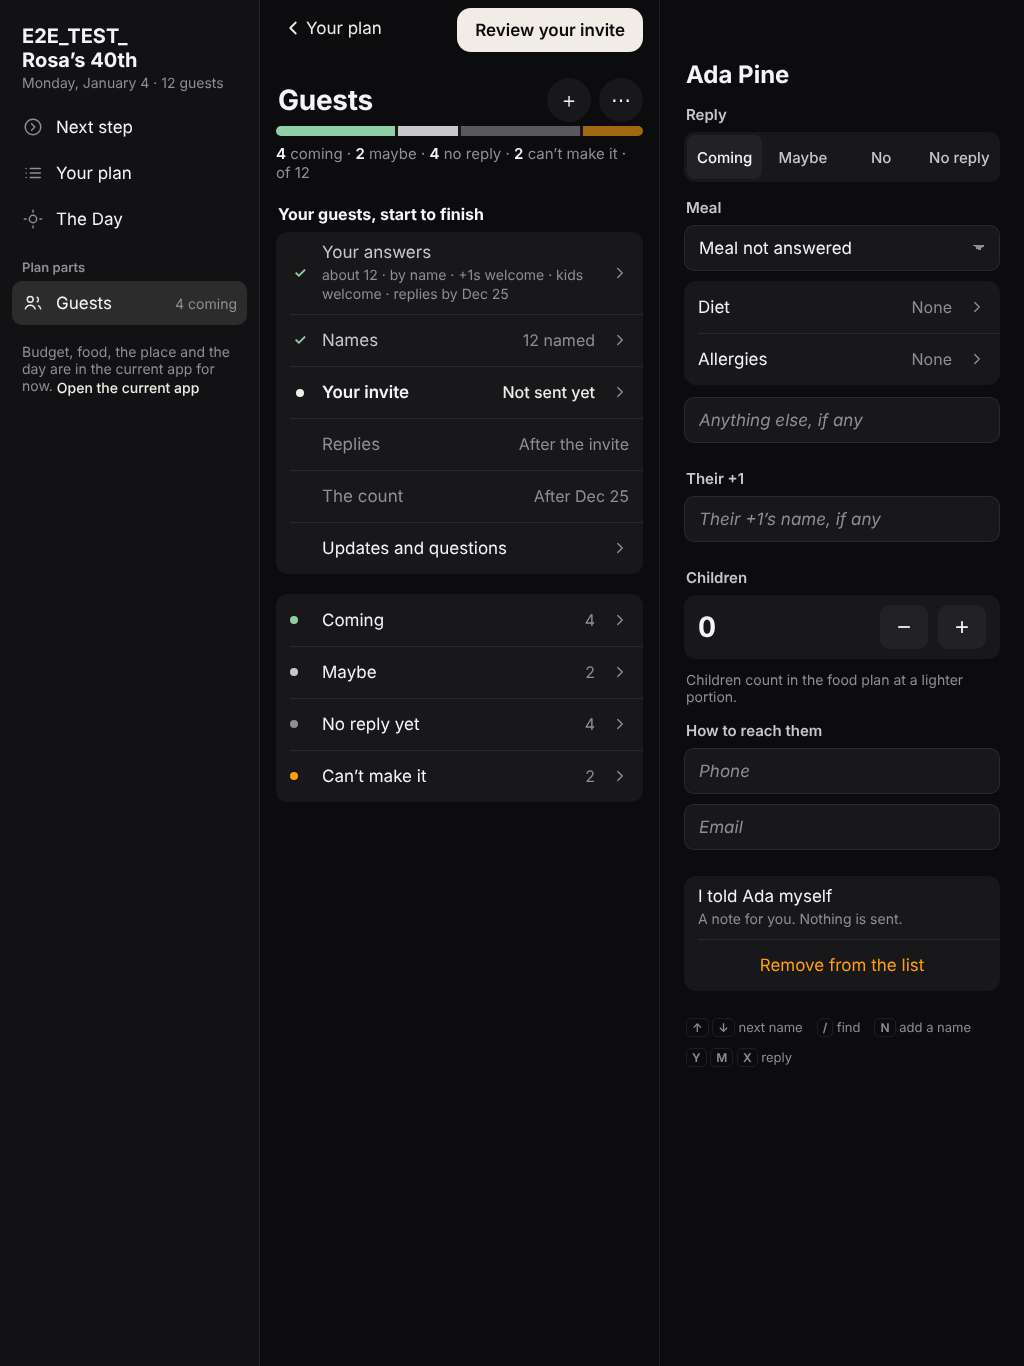 E2E_TEST_
Rosa’s 40th
Monday, January 4 · 12 guests
Next step
Your plan
The Day
Plan parts
Guests 4 coming
Budget, food, the place and the
day are in the current app for
now. Open the current app
Your plan
Review your invite
Guests
+ ···
4 coming · 2 maybe · 4 no reply · 2 can’t make it ·
of 12
Your guests, start to finish
Your answers
about 12 · by name · +1s welcome · kids
welcome · replies by Dec 25
Names 12 named
Your invite Not sent yet
Replies After the invite
The count After Dec 25
Updates and questions
Coming 4
Maybe 2
No reply yet 4
Can’t make it 2
Ada Pine
Reply
Coming Maybe No No reply
Meal
Meal not answered
Diet None
Allergies None
Anything else, if any
Their +1
Their +1’s name, if any
Children
0 − +
Children count in the food plan at a lighter
portion.
How to reach them
Phone
Email
I told Ada myself
A note for you. Nothing is sent.
Remove from the list
↑ ↓ next name / find N add a name
Y M X reply